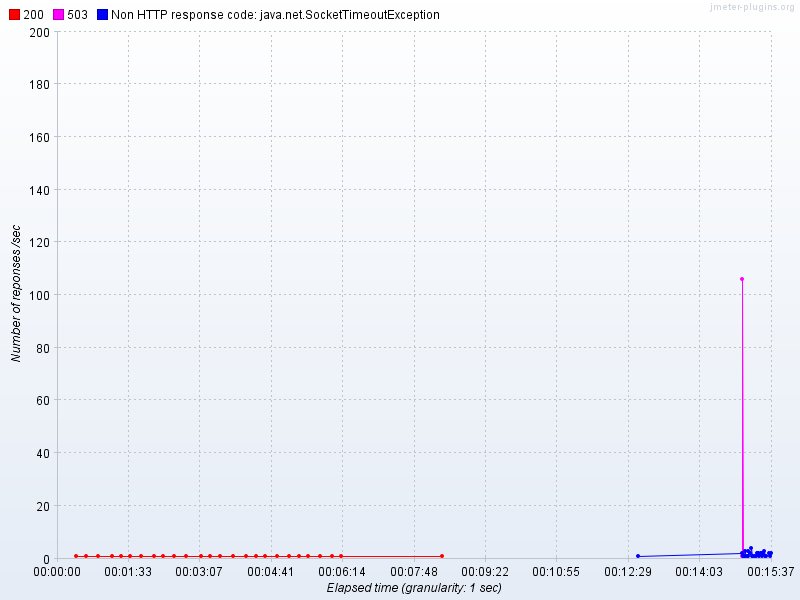 200 503 Non HTTP response code: java.net.SocketTimeoutException
jmeter-plugins.org
200
180
160
140
120
100
80
60
40
20
0
Number of reponses /sec
00:00:00 00:01:33 00:03:07 00:04:41 00:06:14 00:07:48 00:09:22 00:10:55 00:12:29 00:14:03 00:15:37
Elapsed time (granularity: 1 sec)